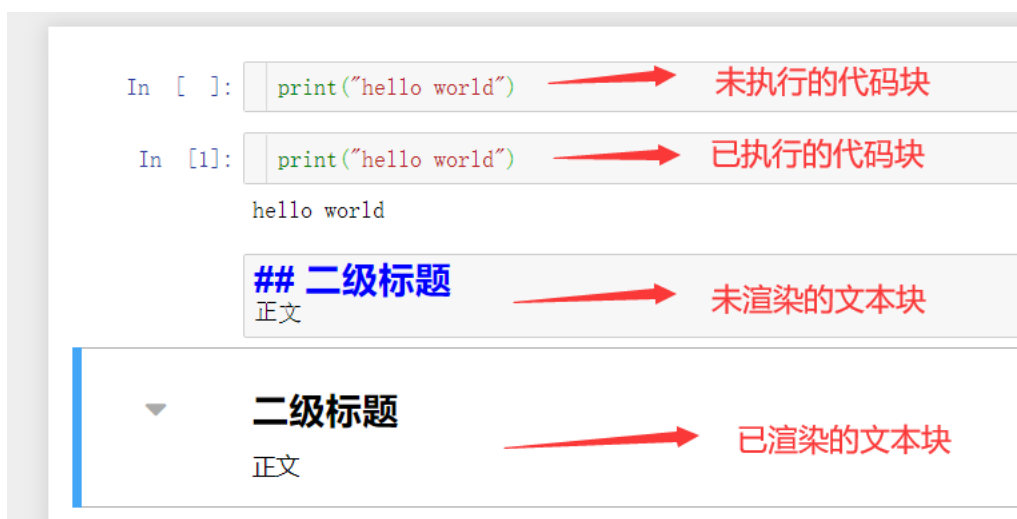 In [ ]: print("hello world") 未执行的代码块
In [1]: print("hello world") 已执行的代码块
hello world
## 二级标题
正文
未渲染的文本块
二级标题
正文
已渲染的文本块